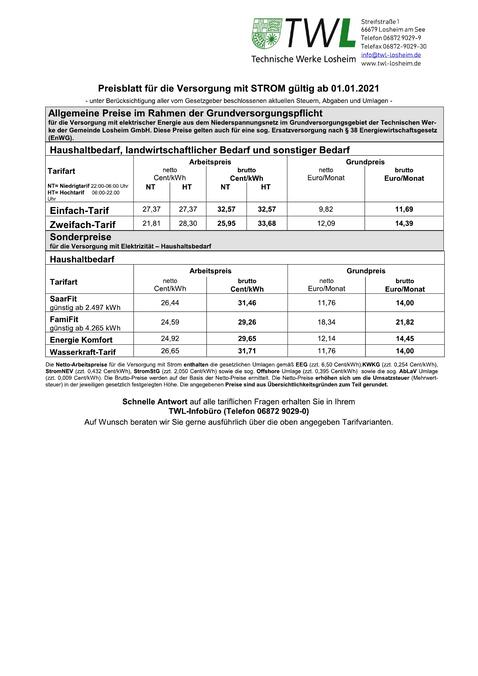 TWL
Technische Werke Losheim
Streifstraße 1
66679 Losheim am See
Telefon 06872 9029-9
Telefax 06872-9029-30
info@twl-losheim.de
www.twl-losheim.de
Preisblatt für die Versorgung mit STROM gültig ab 01.01.2021
- unter Berücksichtigung aller vom Gesetzgeber beschlossenen aktuellen Steuern, Abgaben und Umlagen -
Allgemeine Preise im Rahmen der Grundversorgungspflicht
für die Versorgung mit elektrischer Energie aus dem Niederspannungsnetz im Grundversorgungsgebiet der Technischen Wer-
ke der Gemeinde Losheim GmbH. Diese Preise gelten auch für eine sog. Ersatzversorgung nach § 38 Energiewirtschaftsgesetz
(EnWG).
Haushaltbedarf, landwirtschaftlicher Bedarf und sonstiger Bedarf
Arbeitspreis Grundpreis
Tarifart netto brutto netto brutto
Cent/kWh Cent/kWh Euro/Monat Euro/Monat
NT= Niedrigtarif 22:00-06:00 Uhr NT HT NT HT
HT= Hochtarif 06:00-22:00
Uhr
Einfach-Tarif 27,37 27,37 32,57 32,57 9,82 11,69
Zweifach-Tarif 21,81 28,30 25,95 33,68 12,09 14,39
Sonderpreise
für die Versorgung mit Elektrizität – Haushaltsbedarf
Haushaltbedarf
Arbeitspreis Grundpreis
Tarifart netto brutto netto brutto
Cent/kWh Cent/kWh Euro/Monat Euro/Monat
SaarFit 26,44 31,46 11,76 14,00
günstig ab 2.497 kWh
FamiFit 24,59 29,26 18,34 21,82
günstig ab 4.265 kWh
Energie Komfort 24,92 29,65 12,14 14,45
Wasserkraft-Tarif 26,65 31,71 11,76 14,00
Die Netto-Arbeitspreise für die Versorgung mit Strom enthalten die gesetzlichen Umlagen gemäß EEG (zzt. 6,50 Cent/kWh),KWKG (zzt. 0,254 Cent/kWh),
StromNEV (zzt. 0,432 Cent/kWh), StromStG (zzt. 2,050 Cent/kWh) sowie die sog. Offshore Umlage (zzt. 0,395 Cent/kWh) sowie die sog. AbLaV Umlage
(zzt. 0,009 Cent/kWh). Die Brutto-Preise werden auf der Basis der Netto-Preise ermittelt. Die Netto-Preise erhöhen sich um die Umsatzsteuer (Mehrwert-
steuer) in der jeweiligen gesetzlich festgelegten Höhe. Die angegebenen Preise sind aus Übersichtlichkeitsgründen zum Teil gerundet.
Schnelle Antwort auf alle tariflichen Fragen erhalten Sie in Ihrem
TWL-Infobüro (Telefon 06872 9029-0)
Auf Wunsch beraten wir Sie gerne ausführlich über die oben angegeben Tarifvarianten.